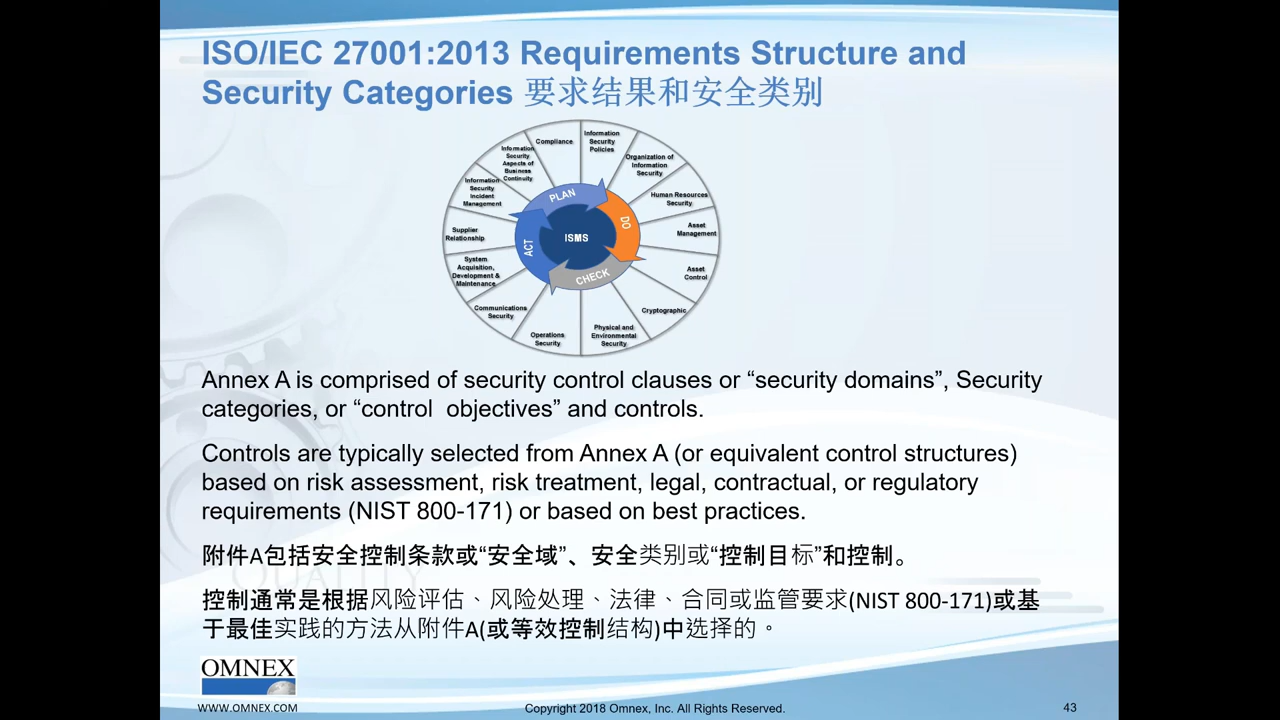 ISO/IEC 27001:2013 Requirements Structure and
Security Categories 要求结果和安全类别
Compliance
Information
Security
Policies
Organization of
Information
Security
Human Resources
Security
Asset
Management
Asset
Control
Cryptographic
Physical and
Environmental
Security
Operations
Security
Communications
Security
System
Acquisition,
Development &
Maintenance
Supplier
Relationship
Information
Security
Incident
Management
Information
Security
Aspects of
Business
Continuity
PLAN
DO
CHECK
ACT
ISMS
Annex A is comprised of security control clauses or “security domains”, Security
categories, or “control objectives” and controls.
Controls are typically selected from Annex A (or equivalent control structures)
based on risk assessment, risk treatment, legal, contractual, or regulatory
requirements (NIST 800-171) or based on best practices.
附件A包括安全控制条款或“安全域”、安全类别或“控制目标”和控制。
控制通常是根据风险评估、风险处理、法律、合同或监管要求(NIST 800-171)或基
于最佳实践的方法从附件A(或等效控制结构)中选择的。
QUALITY
OMNEX
WWW.OMNEX.COM
Copyright 2018 Omnex, Inc. All Rights Reserved.
43